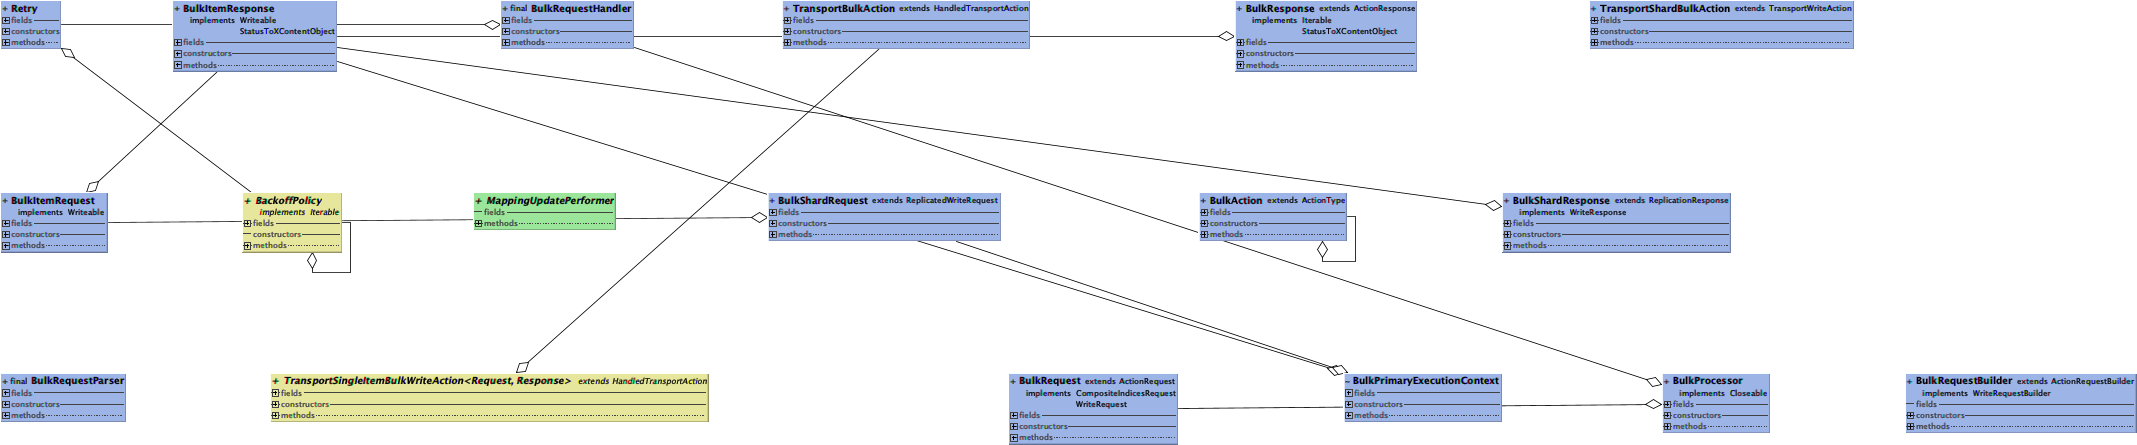 + Retry
fields
constructors
methods
+ BulkItemResponse
implements Writeable
StatusToXContentObject
fields
constructors
methods
+ final BulkRequestHandler
fields
constructors
methods
+ TransportBulkAction extends HandledTransportAction
fields
constructors
methods
+ BulkResponse extends ActionResponse
implements Iterable
StatusToXContentObject
fields
constructors
methods
+ TransportShardBulkAction extends TransportWriteAction
fields
constructors
methods
+ BulkItemRequest
implements Writeable
fields
constructors
methods
+ BackoffPolicy
implements Iterable
fields
constructors
methods
+ MappingUpdatePerformer
fields
methods
+ BulkShardRequest extends ReplicatedWriteRequest
fields
constructors
methods
+ BulkAction extends ActionType
fields
constructors
methods
+ BulkShardResponse extends ReplicationResponse
implements WriteResponse
fields
constructors
methods
+ final BulkRequestParser
fields
constructors
methods
+ TransportSingleItemBulkWriteAction<Request, Response> extends HandledTransportAction
fields
constructors
methods
+ BulkRequest extends ActionRequest
implements CompositeIndicesRequest
WriteRequest
fields
constructors
methods
~ BulkPrimaryExecutionContext
fields
constructors
methods
+ BulkProcessor
implements Closeable
fields
constructors
methods
+ BulkRequestBuilder extends ActionRequestBuilder
implements WriteRequestBuilder
fields
constructors
methods